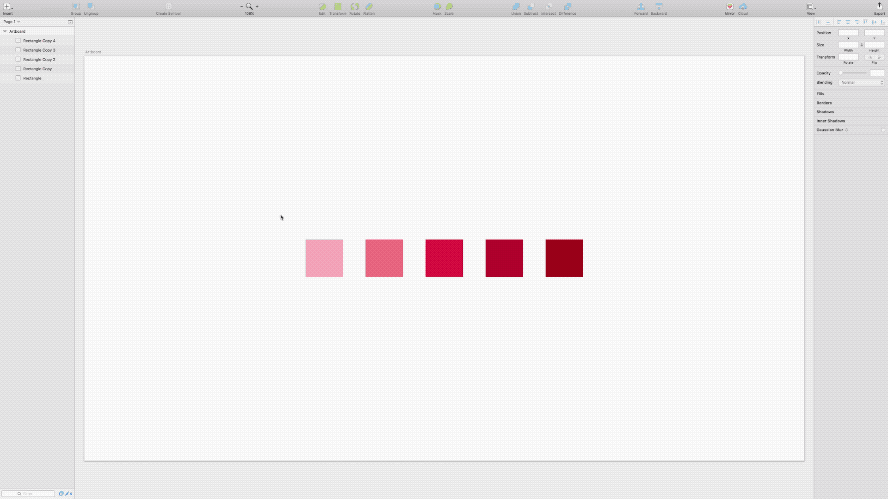 Insert
Group
Ungroup
Create Symbol
Edit
Transform
Rotate
Flatten
Mask
Scale
Union
Subtract
Intersect
Difference
Forward
Backward
Mirror
Cloud
View
Export
Page 1
Artboard
Rectangle Copy 4
Rectangle Copy 3
Rectangle Copy 2
Rectangle Copy
Rectangle
Artboard
Position
X
Y
Size
Width
Height
Transform
Rotate
Flip
Opacity
Blending
Normal
Fills
Borders
Shadows
Inner Shadows
Gaussian Blur